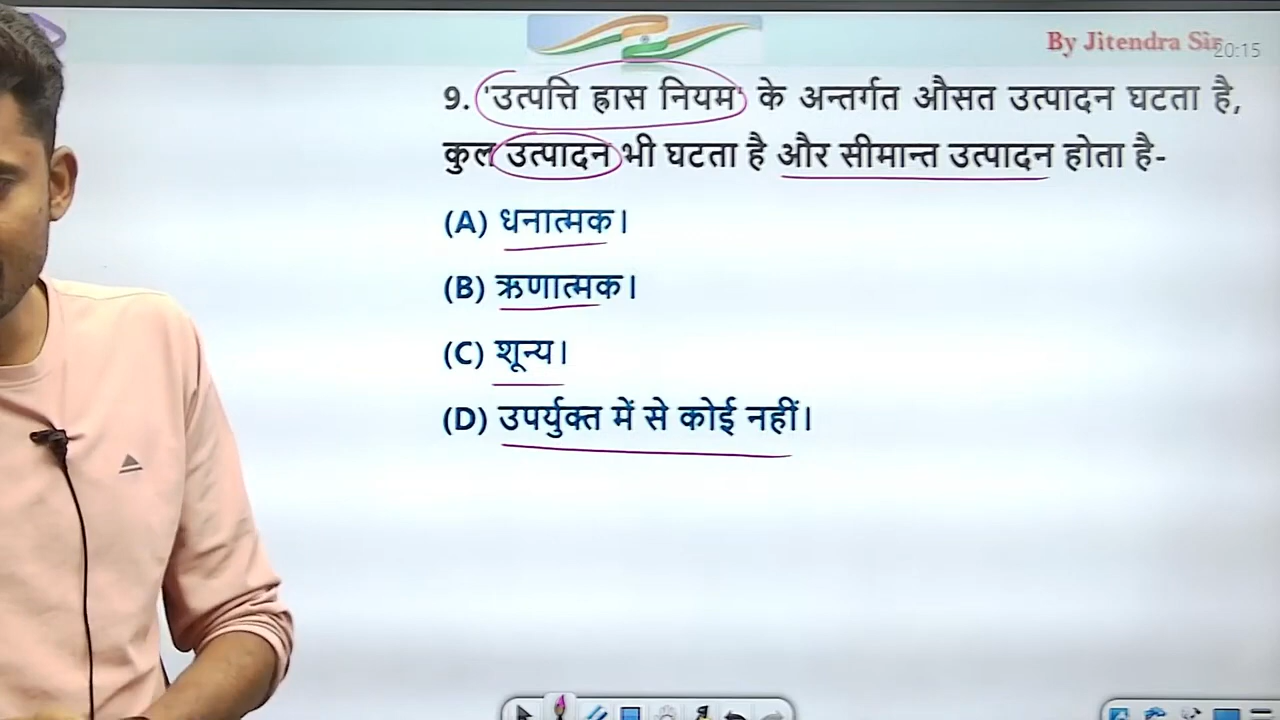 By Jitendra Sir
20:15
9. 'उत्पत्ति ह्रास नियम' के अन्तर्गत औसत उत्पादन घटता है,
कुल उत्पादन भी घटता है और सीमान्त उत्पादन होता है-
(A) धनात्मक।
(B) ऋणात्मक।
(C) शून्य।
(D) उपर्युक्त में से कोई नहीं।